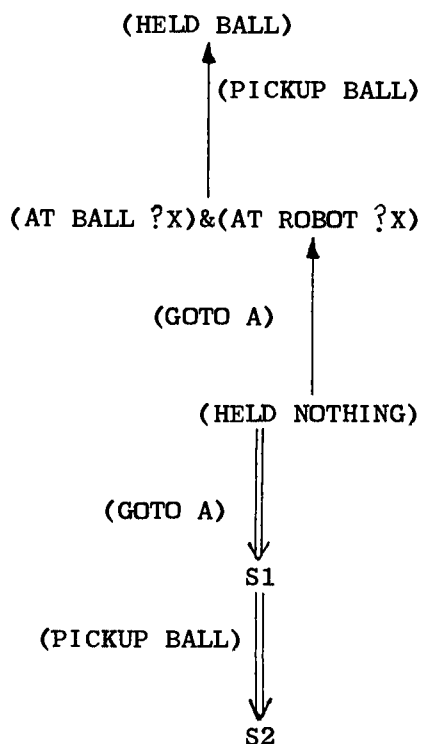 (HELD BALL)
(PICKUP BALL)
(AT BALL ?X)&(AT ROBOT ?X)
(GOTO A)
(HELD NOTHING)
(GOTO A)
S1
(PICKUP BALL)
S2